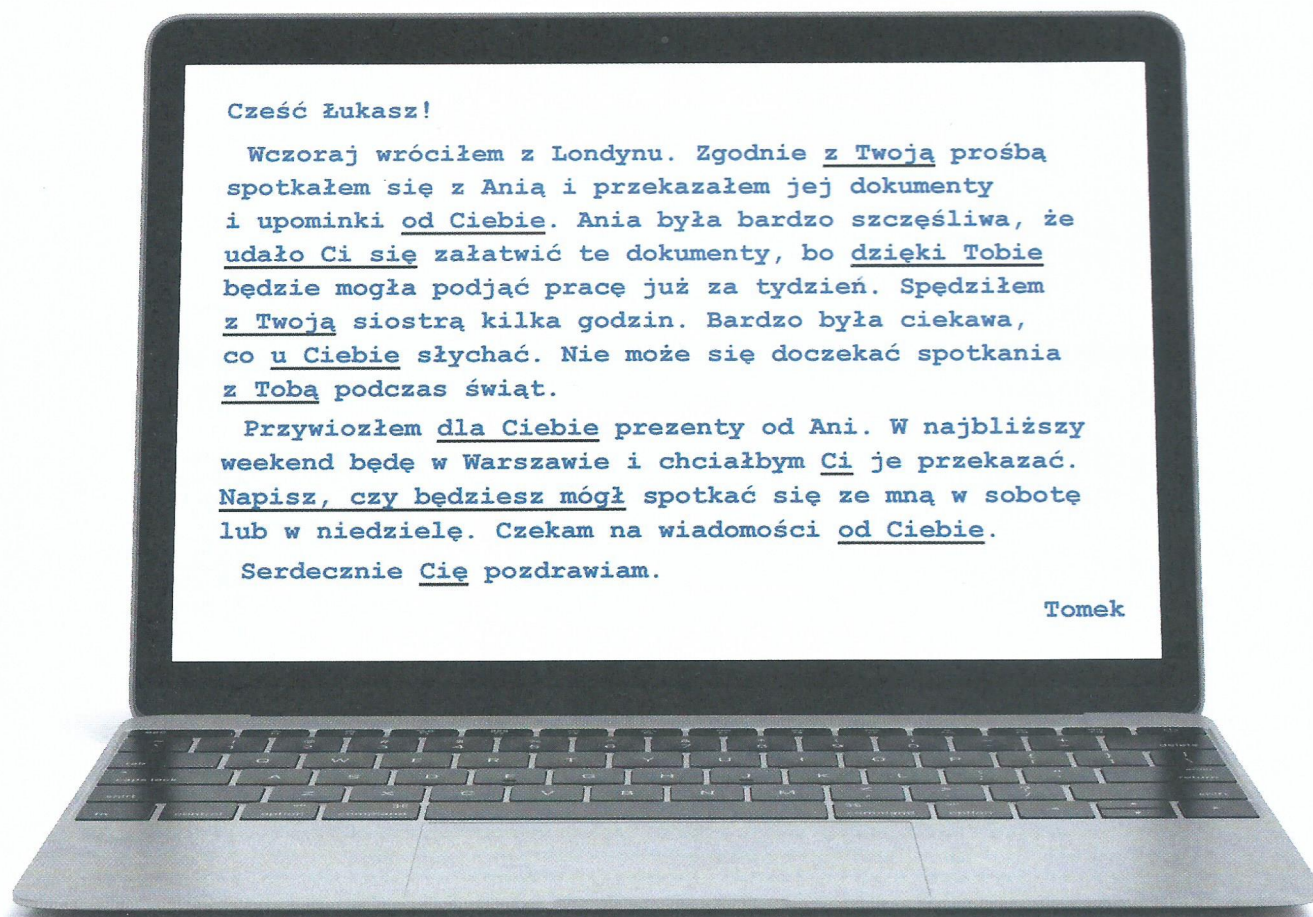 Cześć Łukasz!
Wczoraj wróciłem z Londynu. Zgodnie z Twoją prośbą
spotkałem się z Anią i przekazałem jej dokumenty
i upominki od Ciebie. Ania była bardzo szczęśliwa, że
udało Ci się załatwić te dokumenty, bo dzięki Tobie
będzie mogła podjąć pracę już za tydzień. Spędziłem
z Twoją siostrą kilka godzin. Bardzo była ciekawa,
co u Ciebie słychać. Nie może się doczekać spotkania
z Tobą podczas świąt.
Przywiozłem dla Ciebie prezenty od Ani. W najbliższy
weekend będę w Warszawie i chciałbym Ci je przekazać.
Napisz, czy będziesz mógł spotkać się ze mną w sobotę
lub w niedzielę. Czekam na wiadomości od Ciebie.
Serdecznie Cię pozdrawiam.
Tomek
Q W E R T Y U I O P
A S D F G H J K L
Z X C V B N M